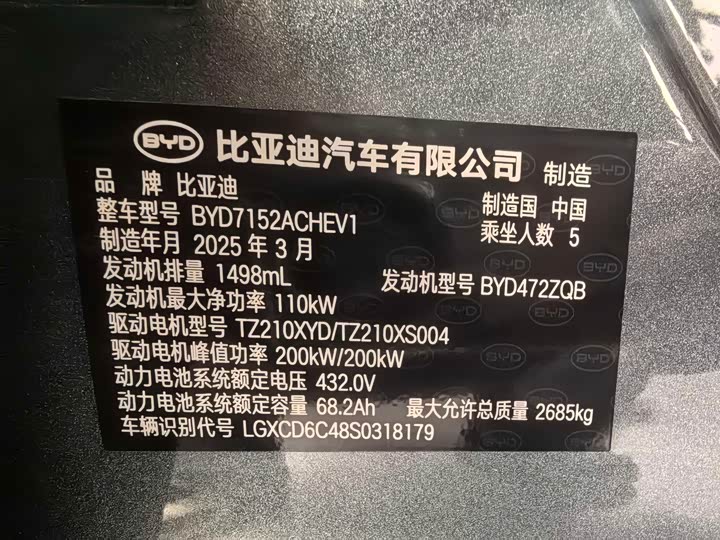 BYD 比亚迪汽车有限公司 制造
品 牌 比亚迪 制造国 中国
整车型号 BYD7152ACHEV1 乘坐人数 5
制造年月 2025 年 3 月
发动机排量 1498mL 发动机型号 BYD472ZQB
发动机最大净功率 110kW
驱动电机型号 TZ210XYD/TZ210XS004
驱动电机峰值功率 200kW/200kW
动力电池系统额定电压 432.0V
动力电池系统额定容量 68.2Ah 最大允许总质量 2685kg
车辆识别代号 LGXCD6C48S0318179